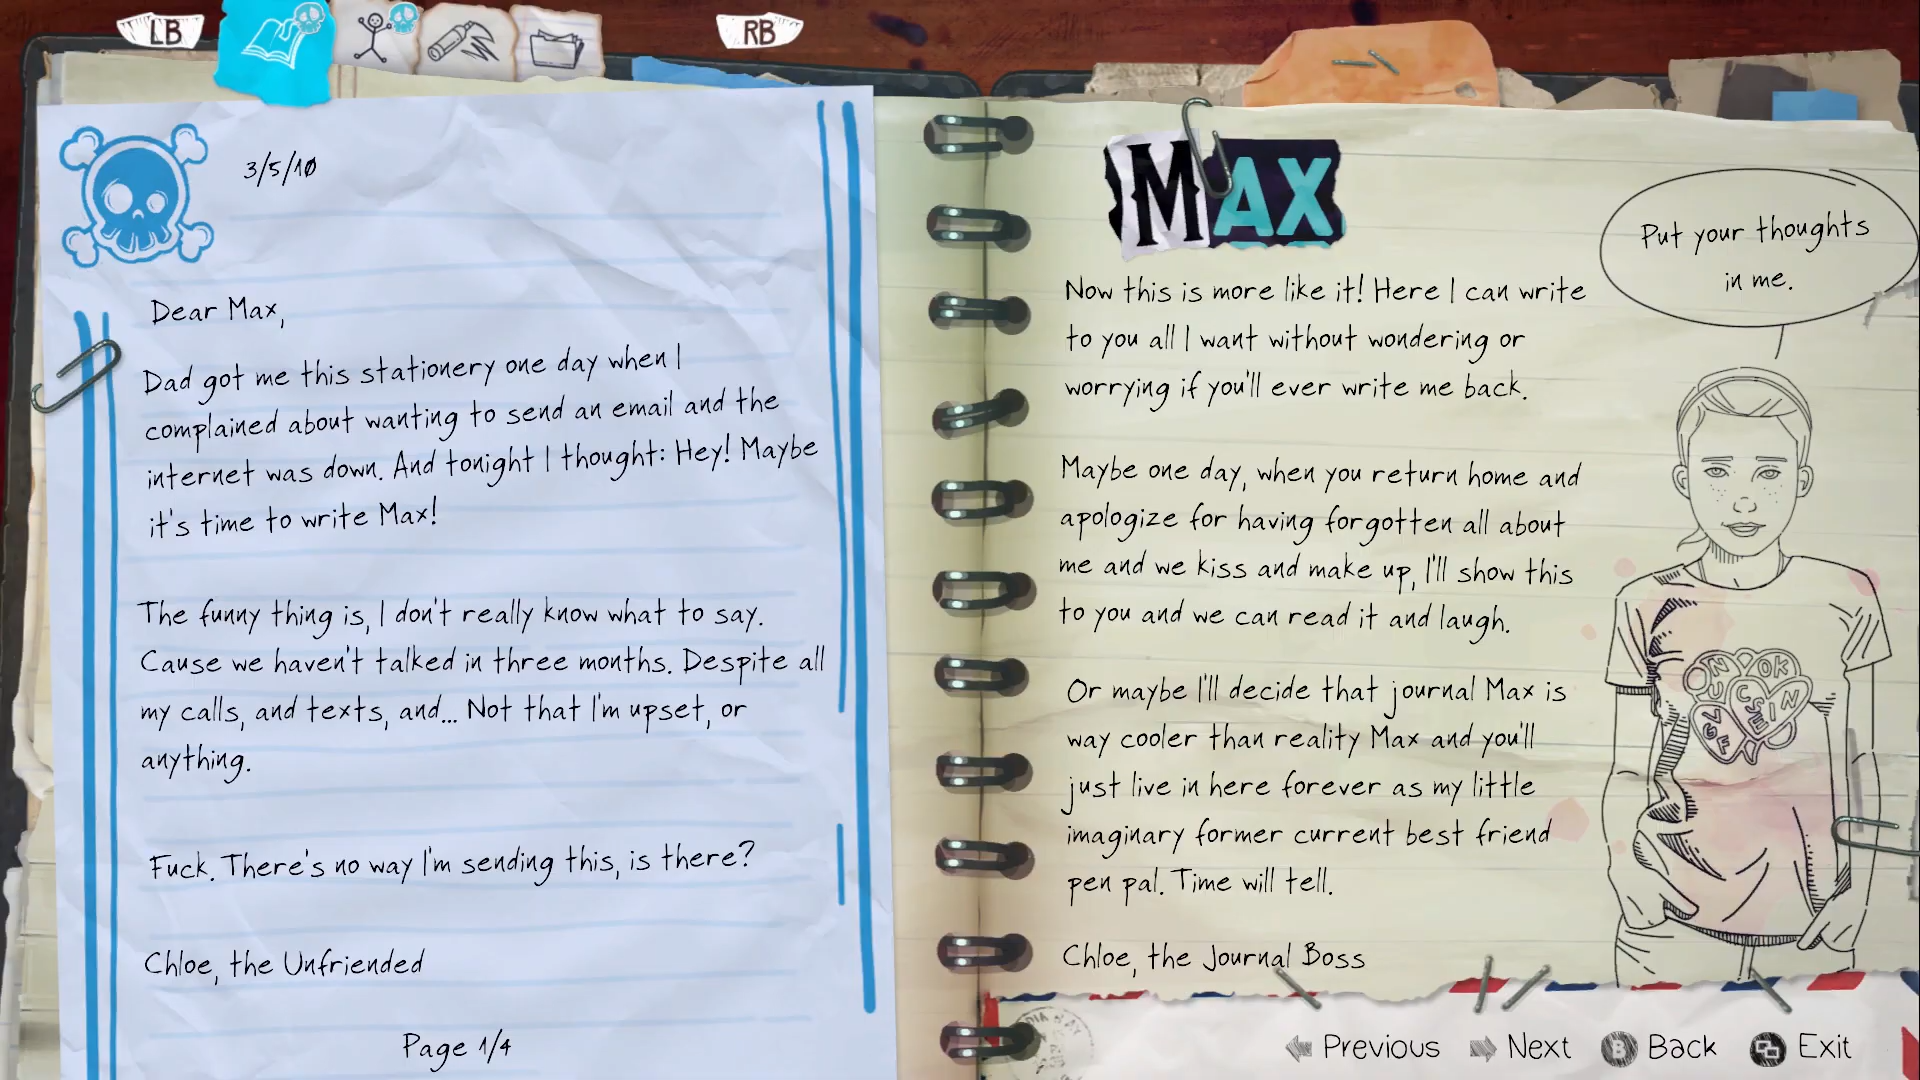 LB
RB
3/5/10
Dear Max,
Dad got me this stationery one day when I
complained about wanting to send an email and the
internet was down. And tonight I thought: Hey! Maybe
it's time to write Max!
The funny thing is, I don't really know what to say.
Cause we haven't talked in three months. Despite all
my calls, and texts, and... Not that I'm upset, or
anything.
Fuck. There's no way I'm sending this, is there?
Chloe, the Unfriended
Page 1/4
MAX
Put your thoughts
in me.
Now this is more like it! Here I can write
to you all I want without wondering or
worrying if you'll ever write me back.
Maybe one day, when you return home and
apologize for having forgotten all about
me and we kiss and make up, I'll show this
to you and we can read it and laugh.
Or maybe I'll decide that journal Max is
way cooler than reality Max and you'll
just live in here forever as my little
imaginary former current best friend
pen pal. Time will tell.
Chloe, the Journal Boss
Previous
Next
B
Back
Exit